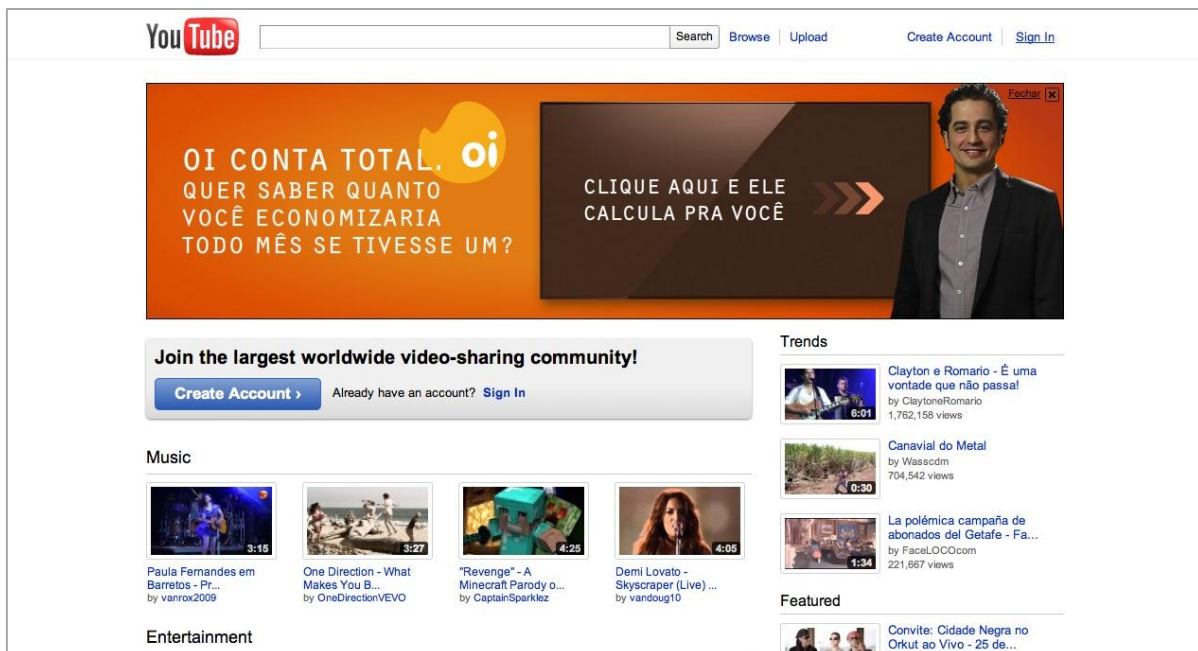 YouTube
Search
Browse
Upload
Create Account
Sign In
Fechar X
OI CONTA TOTAL.
QUER SABER QUANTO
VOCÊ ECONOMIZARIA
TODO MÊS SE TIVESSE UM?
oi
CLIQUE AQUI E ELE
CALCULA PRA VOCÊ
Join the largest worldwide video-sharing community!
Create Account ›
Already have an account? Sign In
Music
3:15
Paula Fernandes em
Barretos - Pr...
by vanrox2009
3:27
One Direction - What
Makes You B...
by OneDirectionVEVO
4:25
"Revenge" - A
Minecraft Parody o...
by CaptainSparklez
4:05
Demi Lovato -
Skyscraper (Live) ...
by vandoug10
Entertainment
Trends
6:01
Clayton e Romario - É uma
vontade que não passa!
by ClaytoneRomario
1,762,158 views
0:30
Canavial do Metal
by Wasscdm
704,542 views
1:34
La polémica campaña de
abonados del Getafe - Fa...
by FaceLOCOcom
221,667 views
Featured
Convite: Cidade Negra no
Orkut ao Vivo - 25 de...